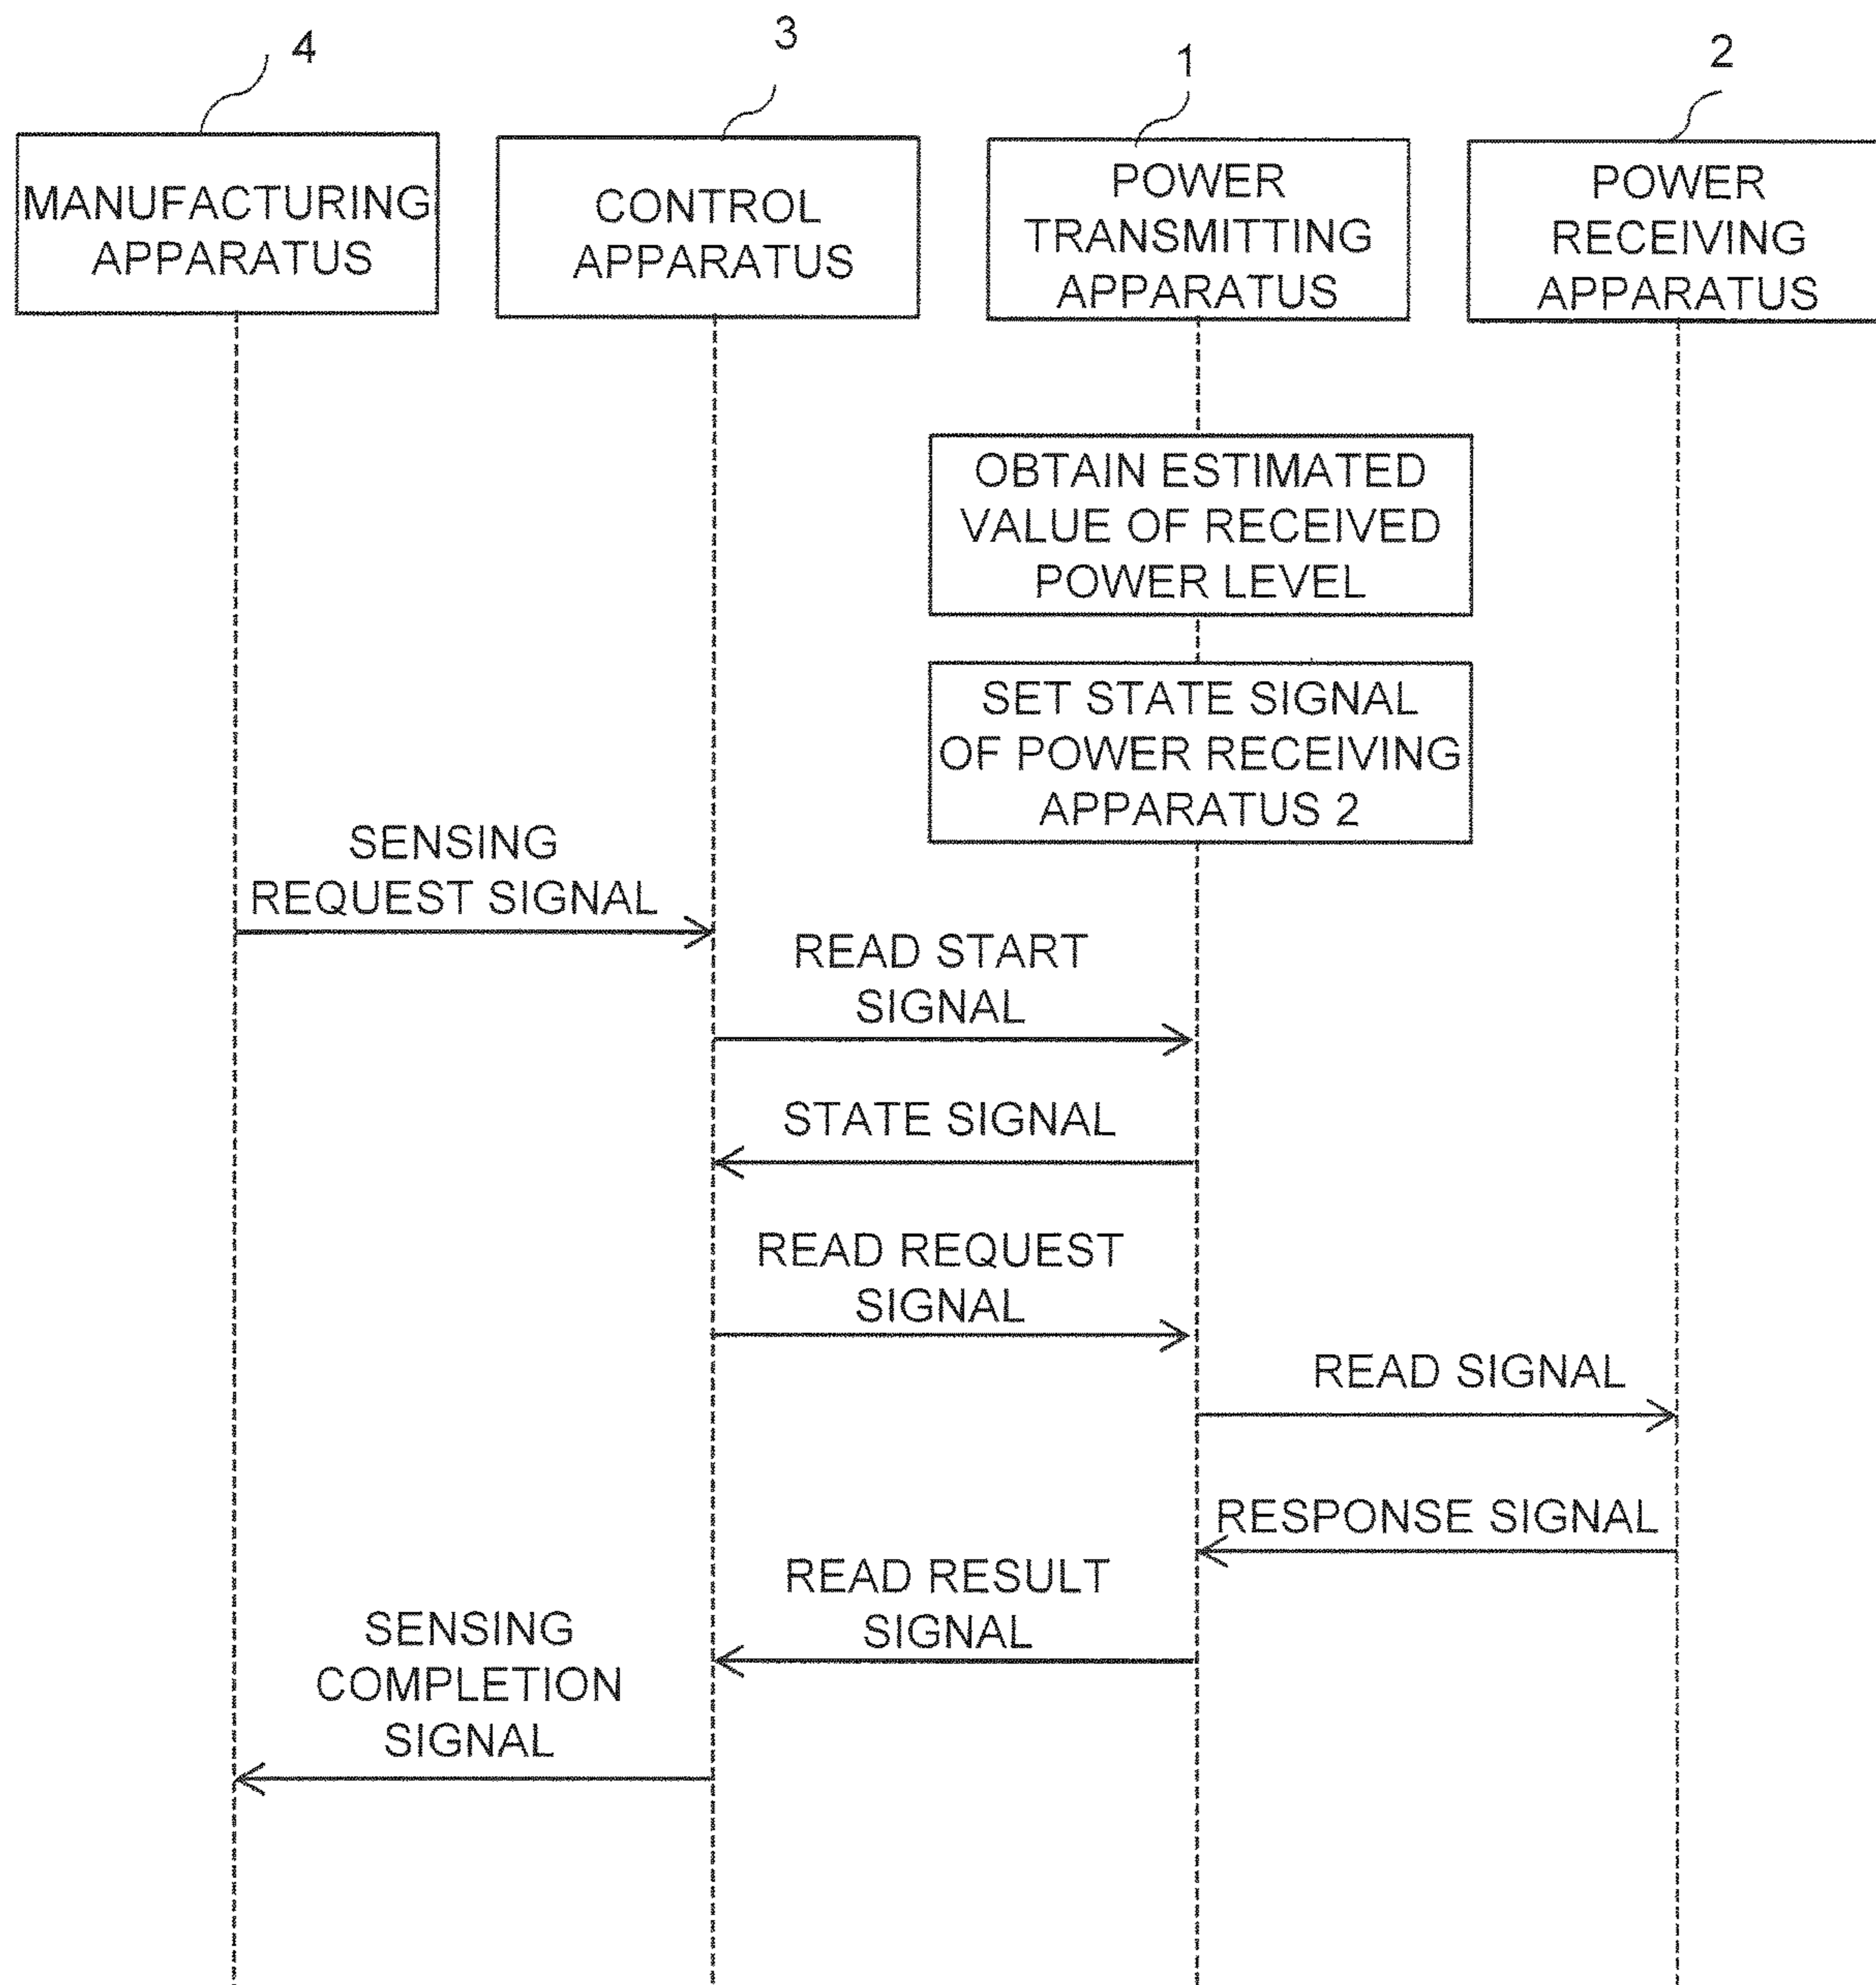 4
3
1
2
MANUFACTURING
APPARATUS
CONTROL
APPARATUS
POWER
TRANSMITTING
APPARATUS
POWER
RECEIVING
APPARATUS
OBTAIN ESTIMATED
VALUE OF RECEIVED
POWER LEVEL
SET STATE SIGNAL
OF POWER RECEIVING
APPARATUS 2
SENSING
REQUEST SIGNAL
READ START
SIGNAL
STATE SIGNAL
READ REQUEST
SIGNAL
READ SIGNAL
RESPONSE SIGNAL
READ RESULT
SIGNAL
SENSING
COMPLETION
SIGNAL